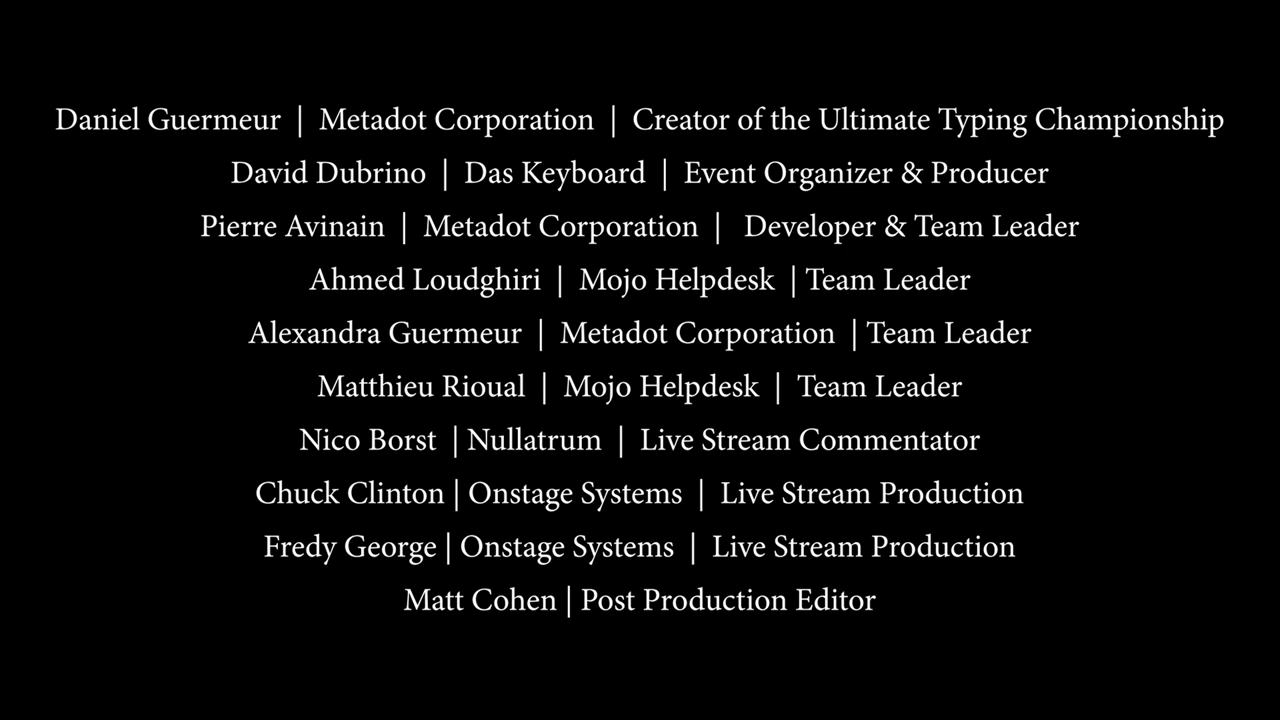 Daniel Guermeur | Metadot Corporation | Creator of the Ultimate Typing Championship
David Dubrino | Das Keyboard | Event Organizer & Producer
Pierre Avinain | Metadot Corporation | Developer & Team Leader
Ahmed Loudghiri | Mojo Helpdesk | Team Leader
Alexandra Guermeur | Metadot Corporation | Team Leader
Matthieu Rioual | Mojo Helpdesk | Team Leader
Nico Borst | Nullatrum | Live Stream Commentator
Chuck Clinton | Onstage Systems | Live Stream Production
Fredy George | Onstage Systems | Live Stream Production
Matt Cohen | Post Production Editor